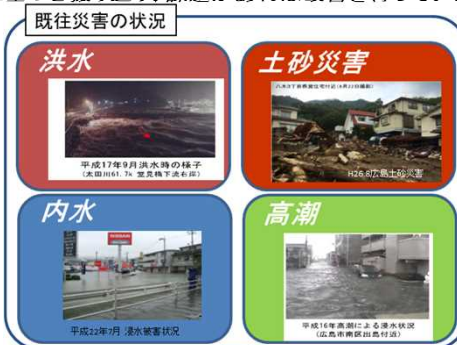 既往災害の状況
洪水
平成17年9月洪水時の様子
(太田川61.7k 堂見橋下流右岸)
土砂災害
H26.8広島土砂災害
内水
NISSAN
平成22年7月 浸水被害状況
高潮
平成16年高潮による浸水状況
(広島市南区出島付近)